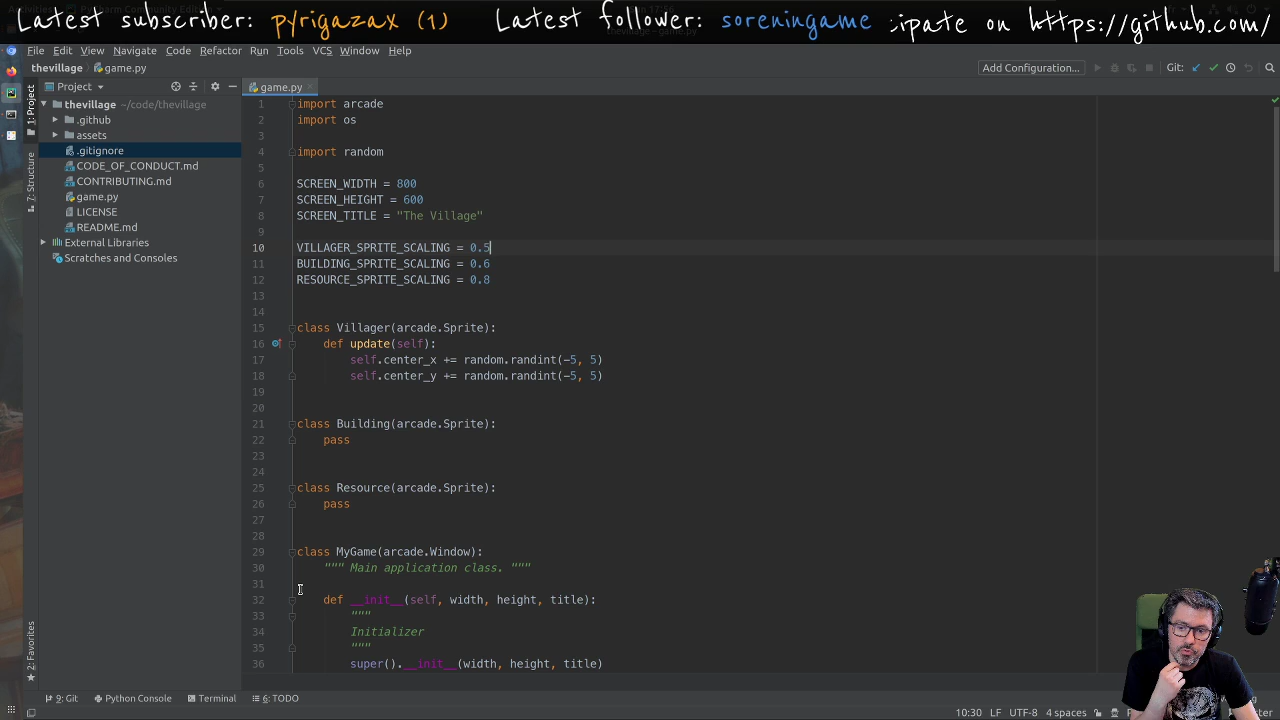 Latest subscriber: pyrigazax (1) Latest follower: soreningame :ipate on https://github.com/
File Edit View Navigate Code Refactor Run Tools VCS Window Help
thevillage game.py Add Configuration... Git:
Project game.py
1: Project
thevillage ~/code/thevillage
.github
assets
.gitignore
CODE_OF_CONDUCT.md
CONTRIBUTING.md
game.py
LICENSE
README.md
External Libraries
Scratches and Consoles
7: Structure
2: Favorites
1 import arcade
2 import os
3
4 import random
5
6 SCREEN_WIDTH = 800
7 SCREEN_HEIGHT = 600
8 SCREEN_TITLE = "The Village"
9
10 VILLAGER_SPRITE_SCALING = 0.5
11 BUILDING_SPRITE_SCALING = 0.6
12 RESOURCE_SPRITE_SCALING = 0.8
13
14
15 class Villager(arcade.Sprite):
16 def update(self):
17 self.center_x += random.randint(-5, 5)
18 self.center_y += random.randint(-5, 5)
19
20
21 class Building(arcade.Sprite):
22 pass
23
24
25 class Resource(arcade.Sprite):
26 pass
27
28
29 class MyGame(arcade.Window):
30 """ Main application class. """
31
32 def __init__(self, width, height, title):
33 """
34 Initializer
35 """
36 super().__init__(width, height, title)
9: Git Python Console Terminal 6: TODO
10:30 LF UTF-8 4 spaces